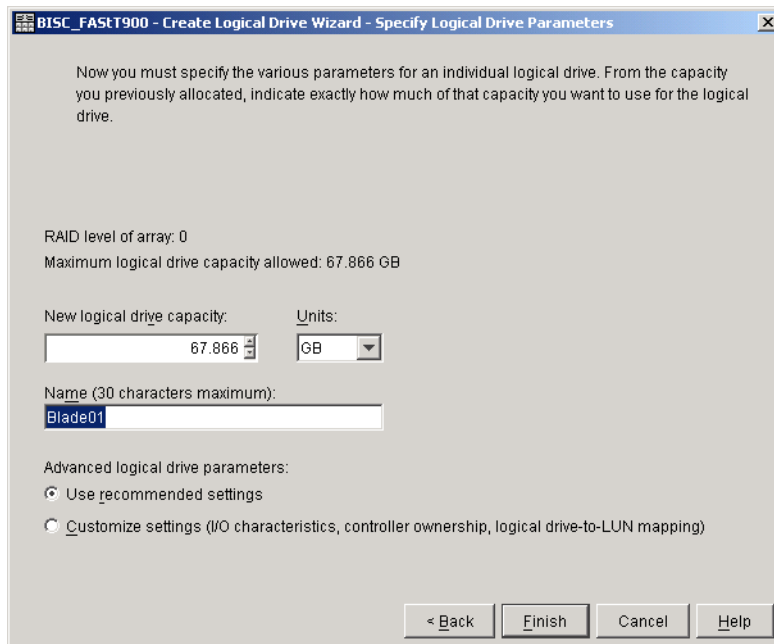 BISC_FAStT900 - Create Logical Drive Wizard - Specify Logical Drive Parameters
Now you must specify the various parameters for an individual logical drive. From the capacity
you previously allocated, indicate exactly how much of that capacity you want to use for the logical
drive.
RAID level of array: 0
Maximum logical drive capacity allowed: 67.866 GB
New logical drive capacity: Units:
67.866 GB
Name (30 characters maximum):
Blade01
Advanced logical drive parameters:
Use recommended settings
Customize settings (I/O characteristics, controller ownership, logical drive-to-LUN mapping)
< Back Finish Cancel Help